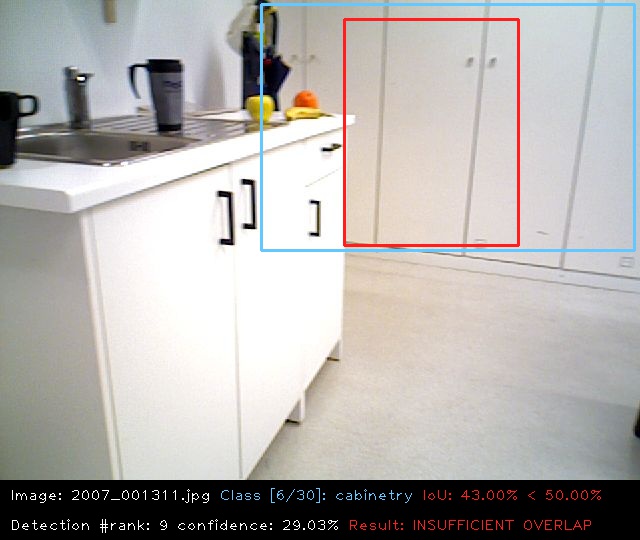 Image: 2007_001311.jpg Class [6/30]: cabinetry IoU: 43.00% < 50.00%
Detection #rank: 9 confidence: 29.03% Result: INSUFFICIENT OVERLAP